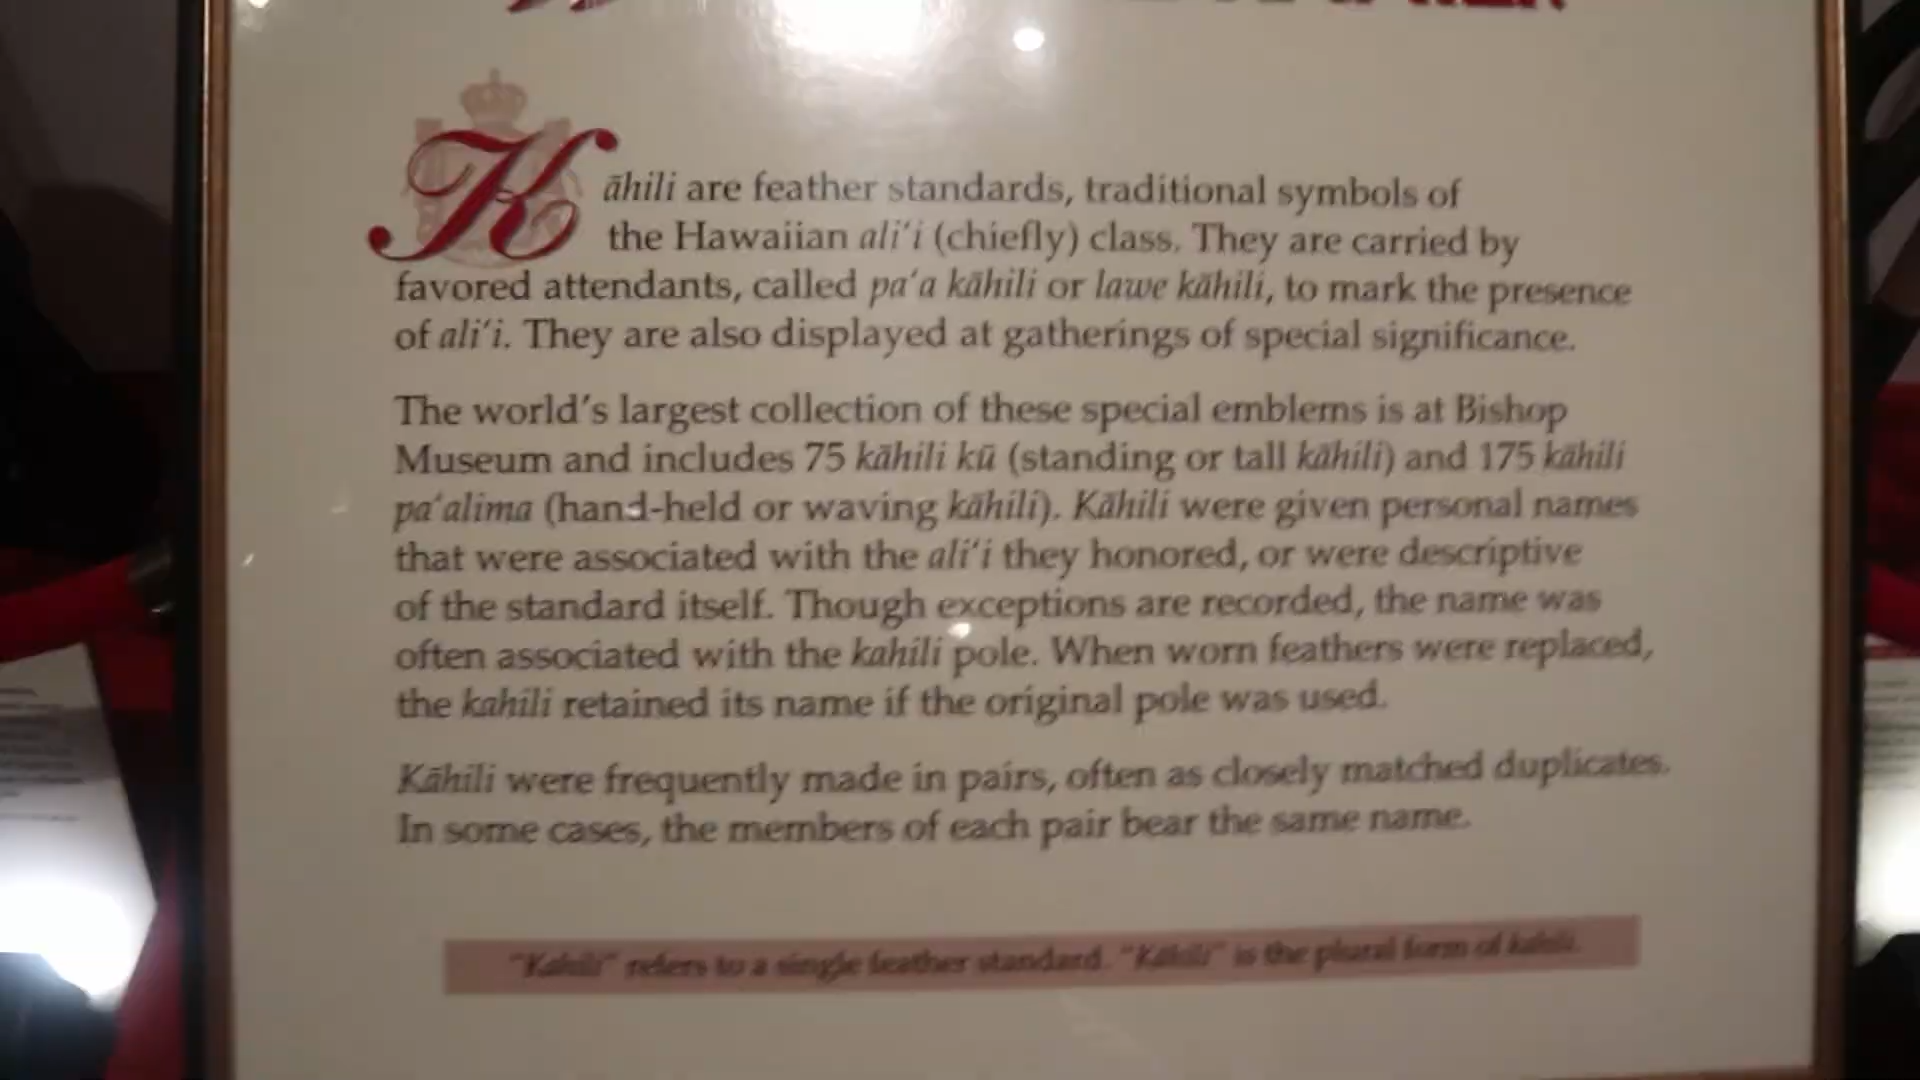 Kāhili are feather standards, traditional symbols of
the Hawaiian ali‘i (chiefly) class. They are carried by
favored attendants, called pa‘a kāhili or lawe kāhili, to mark the presence
of ali‘i. They are also displayed at gatherings of special significance.
The world's largest collection of these special emblems is at Bishop
Museum and includes 75 kāhili kū (standing or tall kāhili) and 175 kāhili
pa‘alima (hand-held or waving kāhili). Kāhili were given personal names
that were associated with the ali‘i they honored, or were descriptive
of the standard itself. Though exceptions are recorded, the name was
often associated with the kahili pole. When worn feathers were replaced,
the kahili retained its name if the original pole was used.
Kāhili were frequently made in pairs, often as closely matched duplicates.
In some cases, the members of each pair bear the same name.
"Kahili" refers to a single feather standard. "Kāhili" is the plural form of kahili.